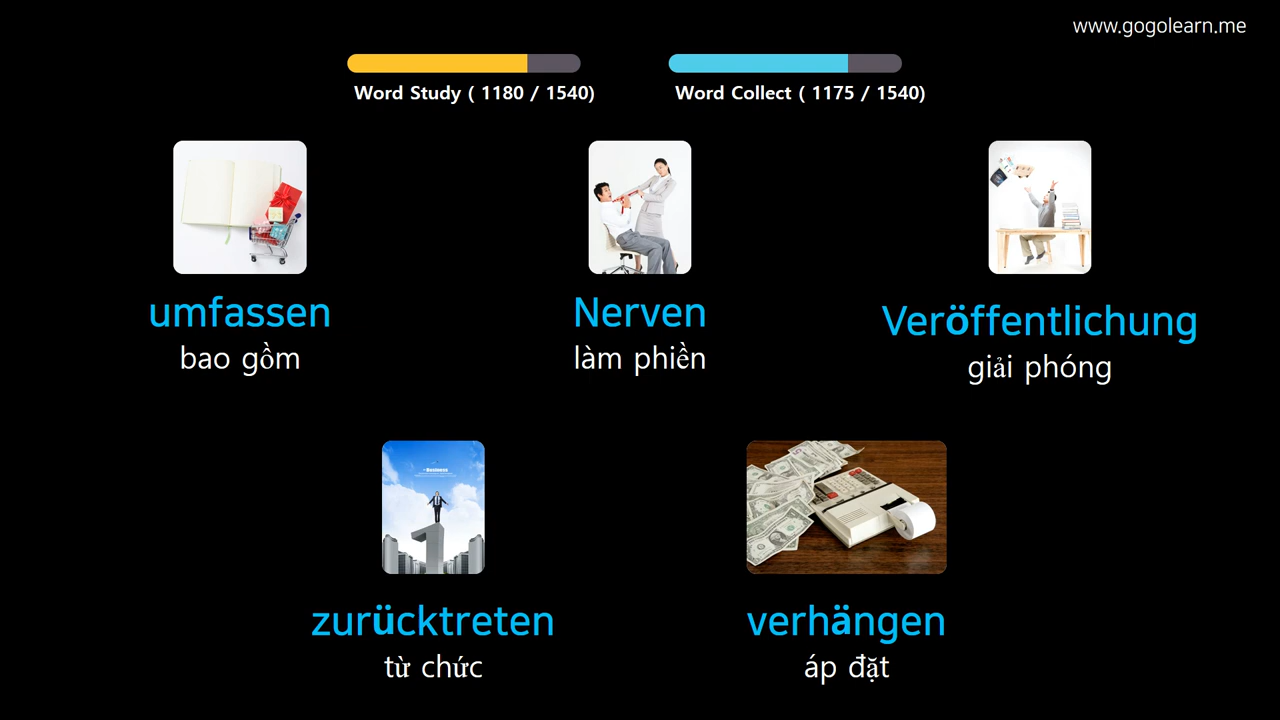 www.gogolearn.me
Word Study ( 1180 / 1540)
Word Collect ( 1175 / 1540)
umfassen
bao gồm
Nerven
làm phiền
Veröffentlichung
giải phóng
Business
zurücktreten
từ chức
verhängen
áp đặt